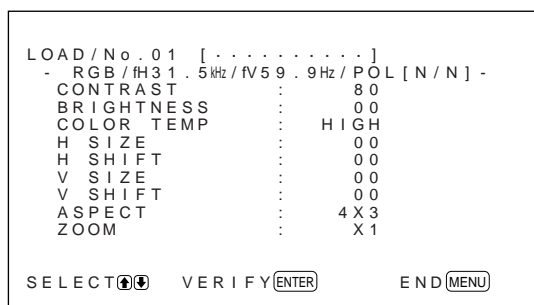 LOAD/No.01 [· · · · · · · · · ·]
- RGB/fH31.5kHz/fV59.9Hz/POL[N/N]-
CONTRAST : 80
BRIGHTNESS : 00
COLOR TEMP : HIGH
H SIZE : 00
H SHIFT : 00
V SIZE : 00
V SHIFT : 00
ASPECT : 4X3
ZOOM : X1
SELECT⬆⬇ VERIFY ENTER END MENU